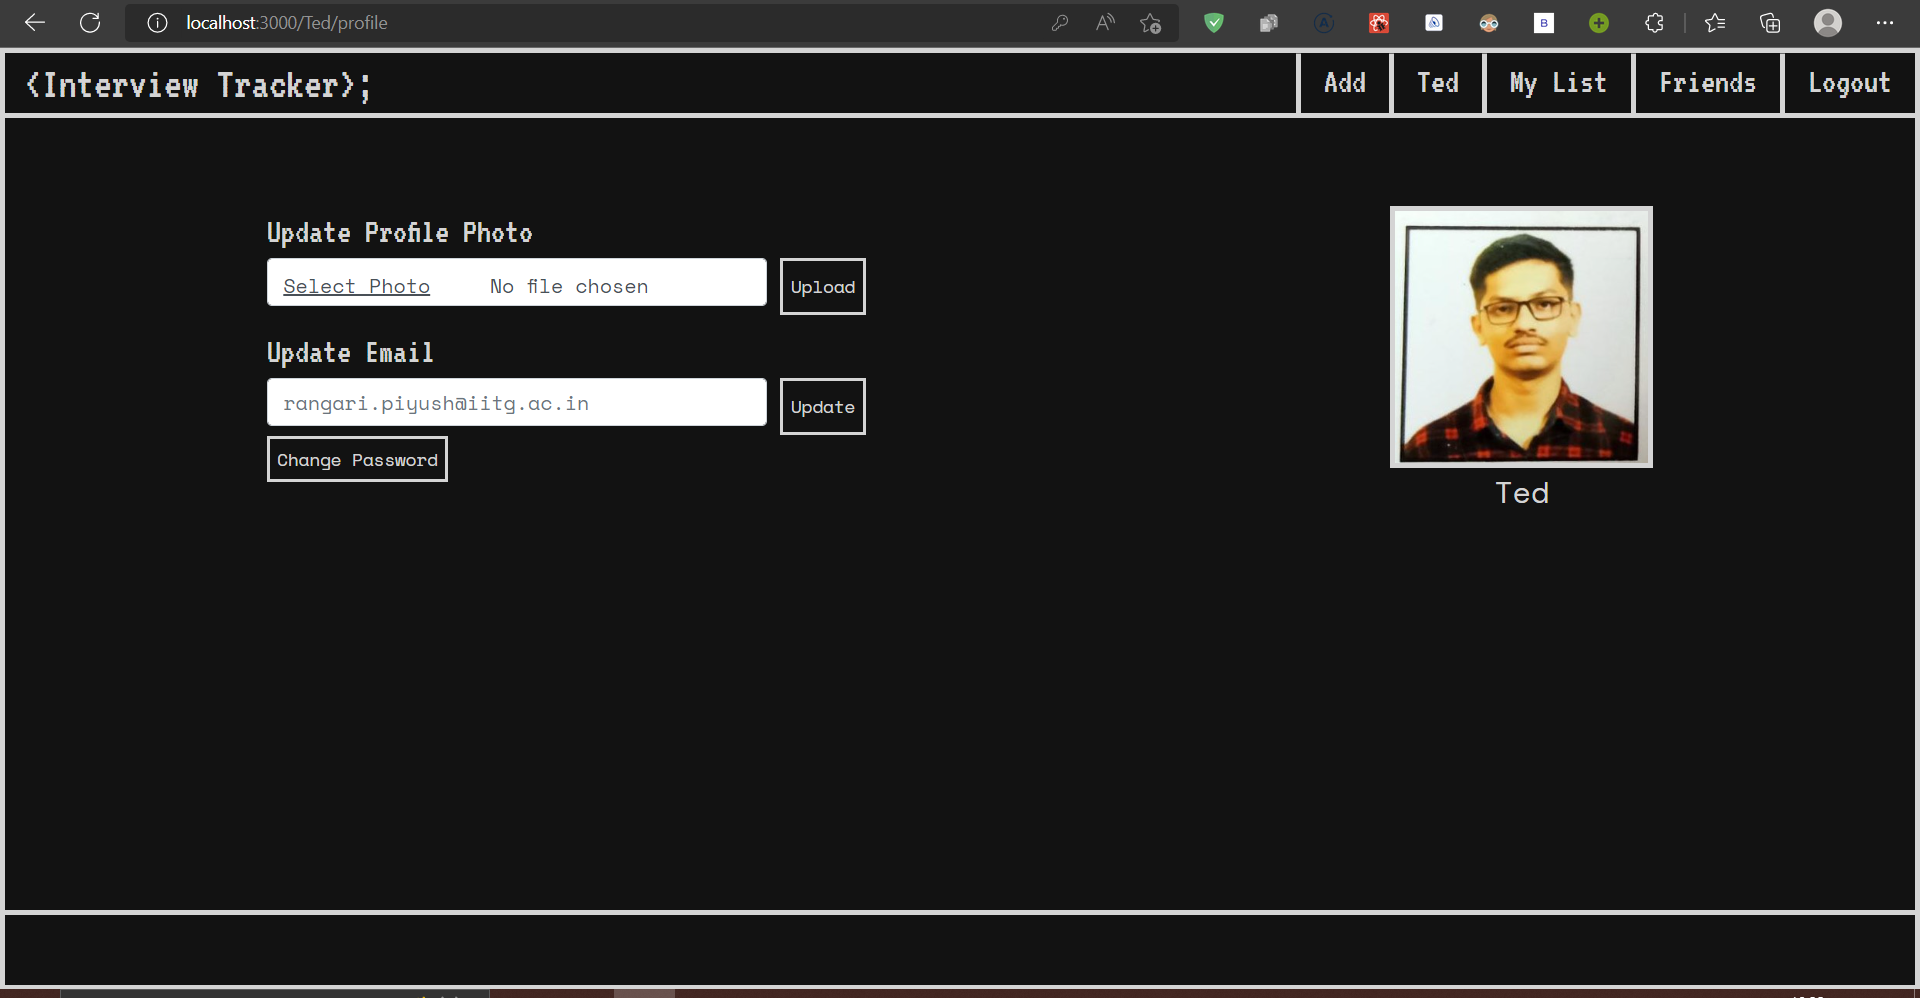 localhost:3000/Ted/profile
<Interview Tracker>;
Add
Ted
My List
Friends
Logout
Update Profile Photo
Select Photo No file chosen
Upload
Update Email
rangari.piyush@iitg.ac.in
Update
Change Password
Ted